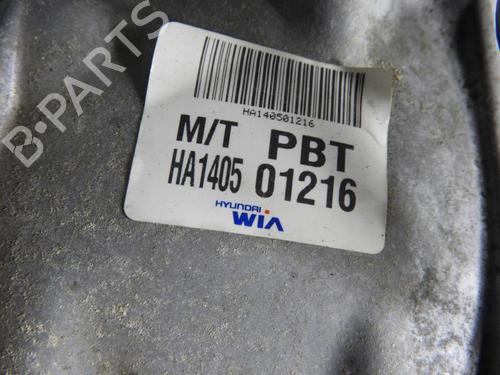 HA140501216
M/T PBT
HA1405 01216
HYUNDAI
WIA
B-PARTS